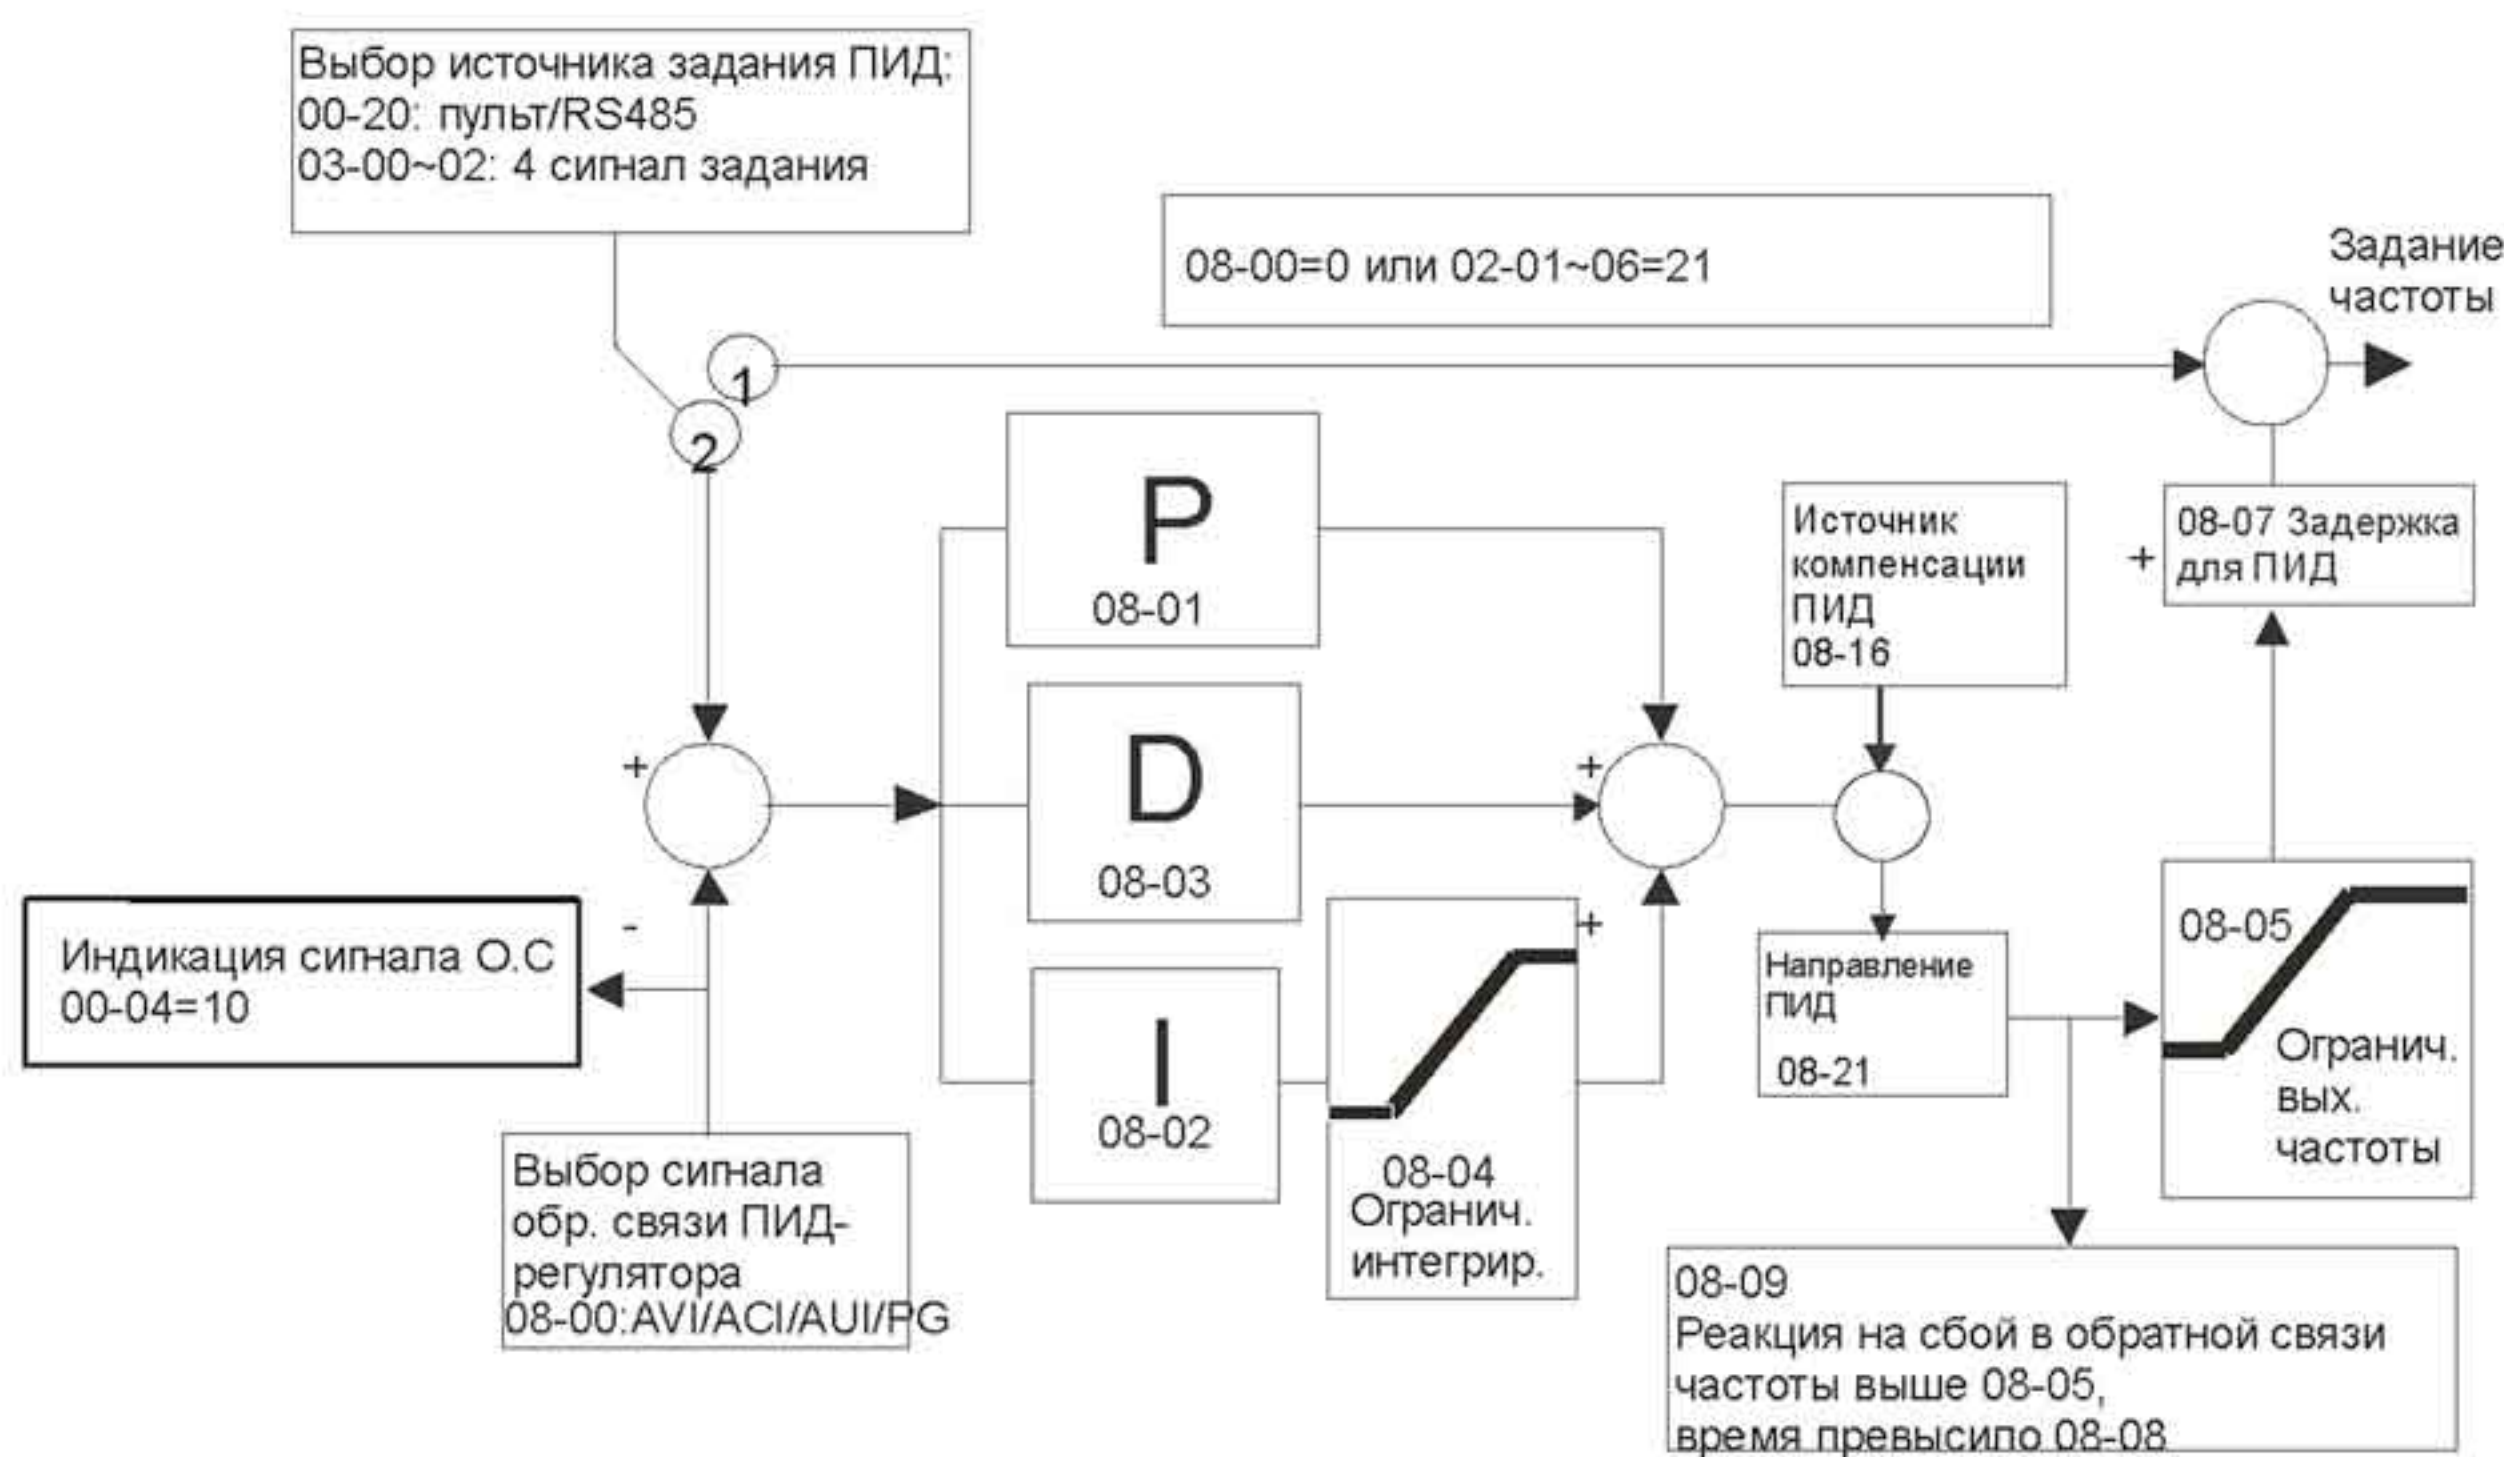 Выбор источника задания ПИД:
00-20: пульт/RS485
03-00~02: 4 сигнал задания
08-00=0 или 02-01~06=21
Задание
частоты
1
2
P
08-01
Источник
компенсации
ПИД
08-16
08-07 Задержка
для ПИД
+
+
D
08-03
+
Индикация сигнала О.С
00-04=10
-
I
08-02
+
08-04
Огранич.
интегрир.
Направление
ПИД
08-21
08-05
Огранич.
вых.
частоты
Выбор сигнала
обр. связи ПИД-
регулятора
08-00:AVI/ACI/AUI/PG
08-09
Реакция на сбой в обратной связи
частоты выше 08-05,
время превысило 08-08